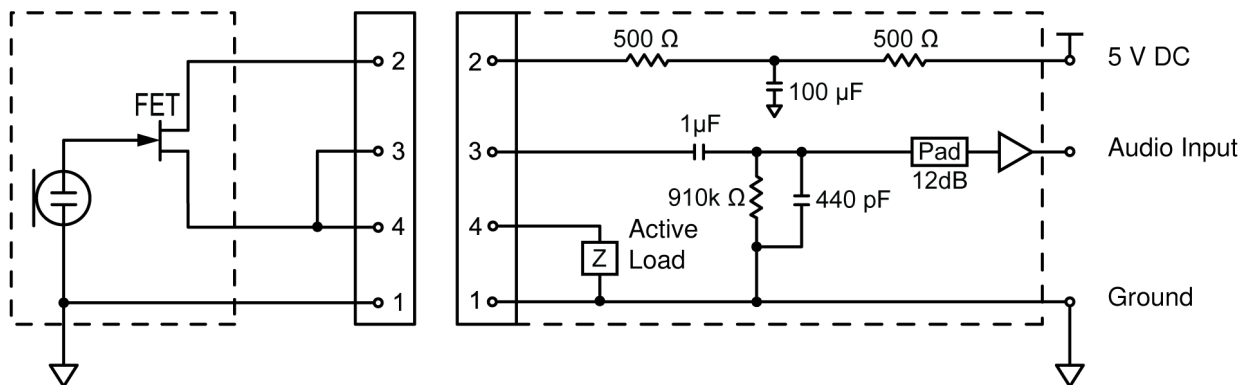 FET
2
3
4
1
2
3
4
1
500 Ω
500 Ω
100 µF
5 V DC
1µF
Pad
12dB
Audio Input
910k Ω
440 pF
Z
Active
Load
Ground